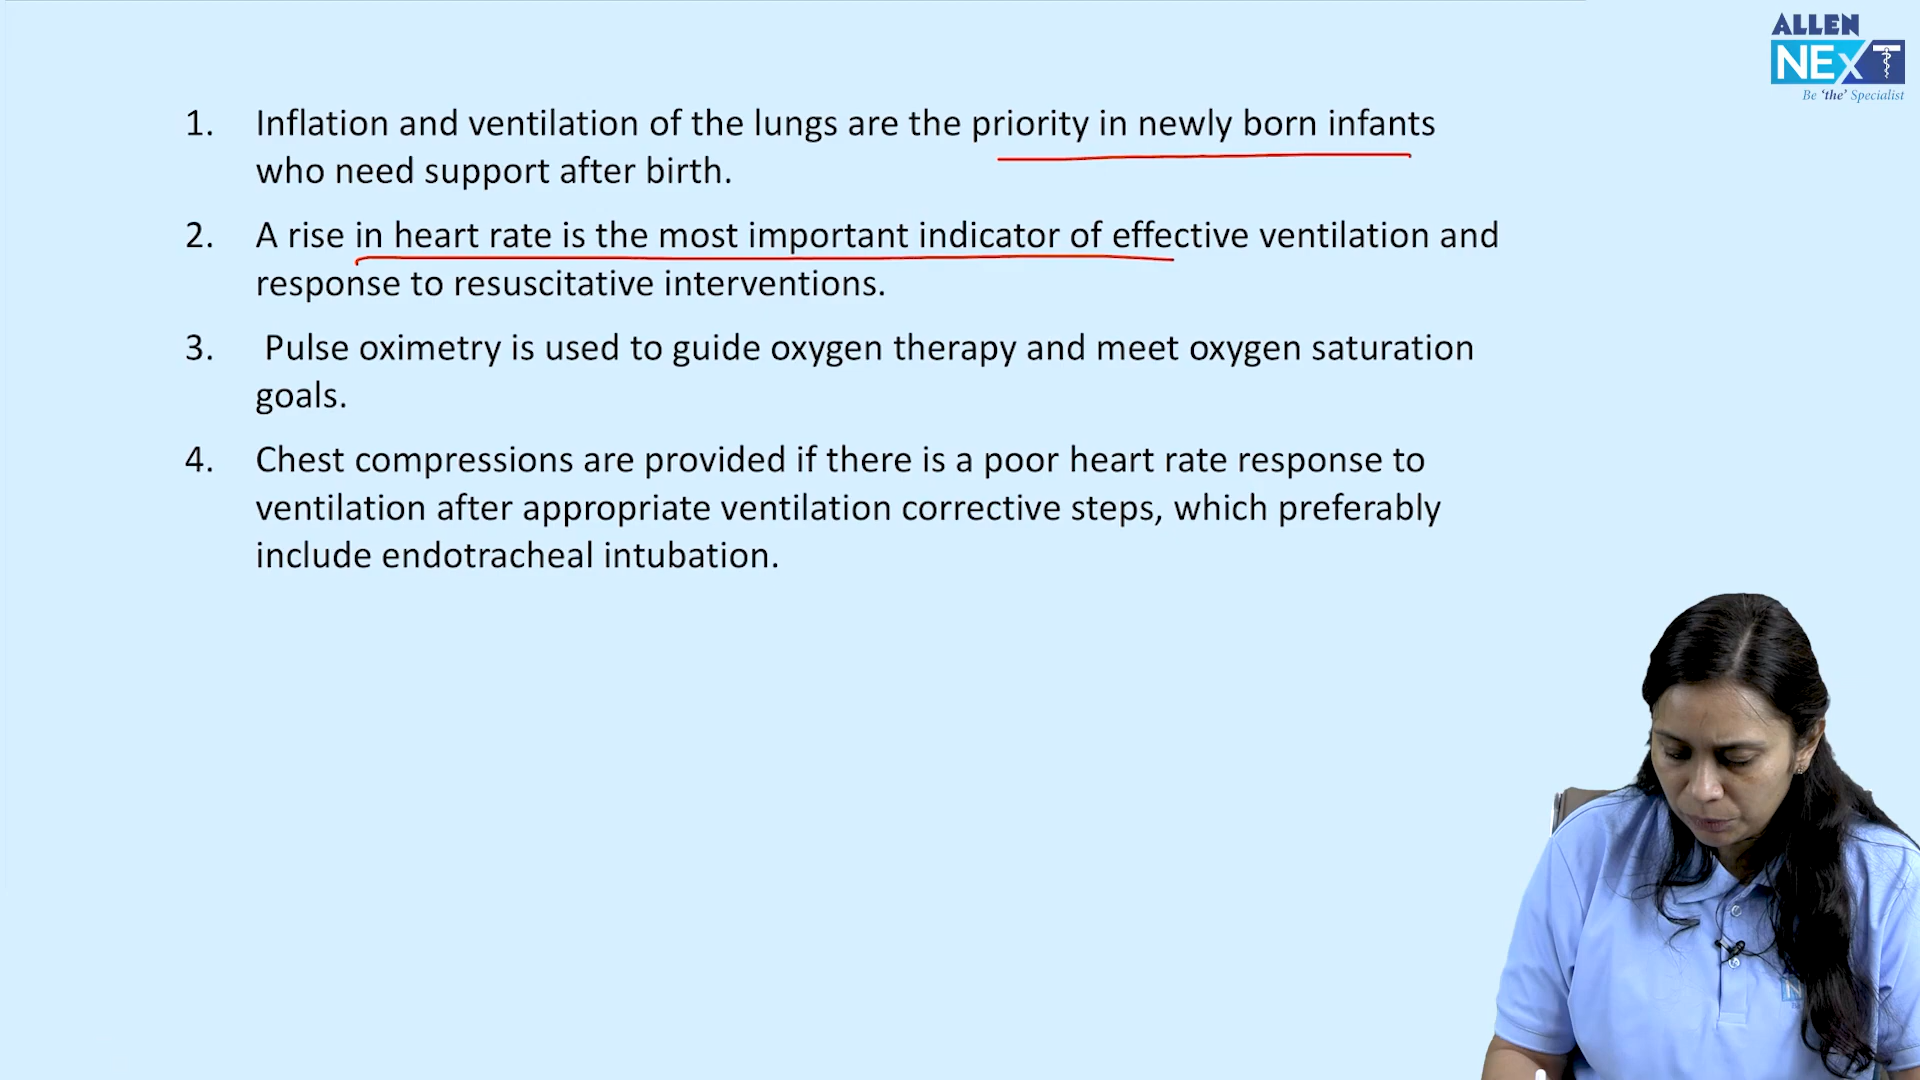 ALLEN
NEXT
Be 'the' Specialist
1. Inflation and ventilation of the lungs are the priority in newly born infants
who need support after birth.
2. A rise in heart rate is the most important indicator of effective ventilation and
response to resuscitative interventions.
3. Pulse oximetry is used to guide oxygen therapy and meet oxygen saturation
goals.
4. Chest compressions are provided if there is a poor heart rate response to
ventilation after appropriate ventilation corrective steps, which preferably
include endotracheal intubation.